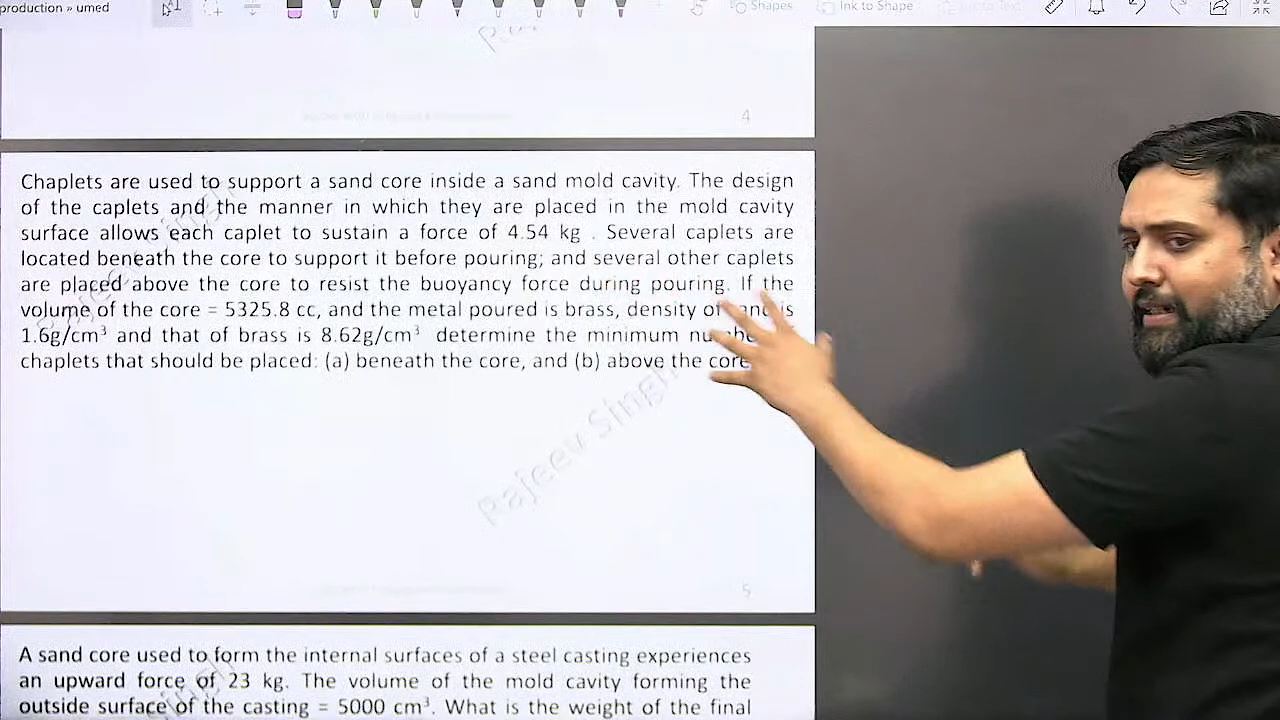 production » umed
Shapes
Ink to Shape
Ink to Text
4
Chaplets are used to support a sand core inside a sand mold cavity. The design
of the caplets and the manner in which they are placed in the mold cavity
surface allows each caplet to sustain a force of 4.54 kg . Several caplets are
located beneath the core to support it before pouring; and several other caplets
are placed above the core to resist the buoyancy force during pouring. If the
volume of the core = 5325.8 cc, and the metal poured is brass, density of sand is
1.6g/cm³ and that of brass is 8.62g/cm³ determine the minimum
chaplets that should be placed: (a) beneath the core, and (b) above the core
Rajeev Singh
5
A sand core used to form the internal surfaces of a steel casting experiences
an upward force of 23 kg. The volume of the mold cavity forming the
outside surface of the casting = 5000 cm³. What is the weight of the final